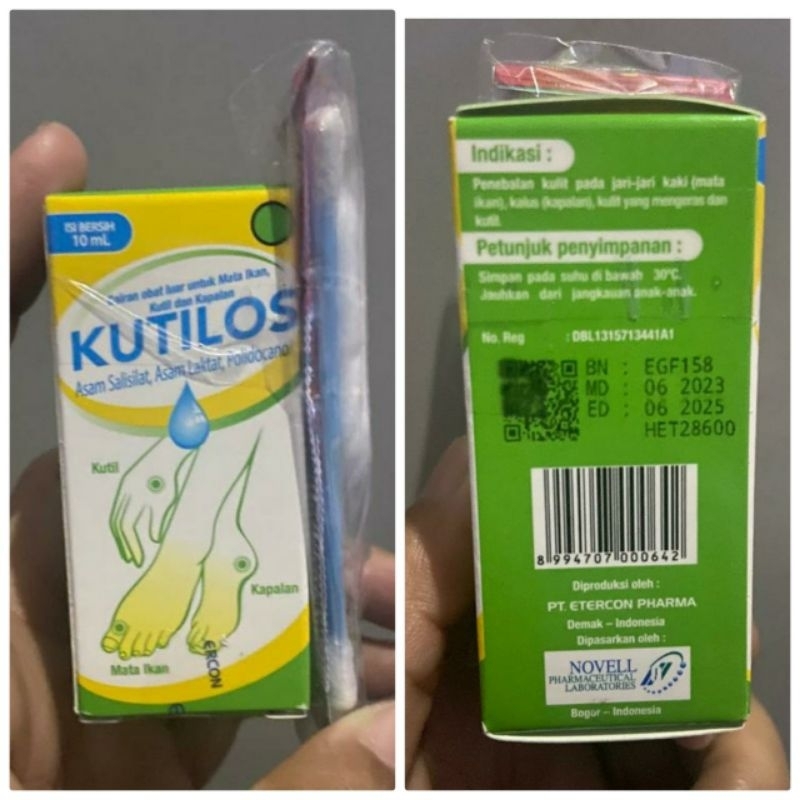 ISI BERSIH
10 mL
Cairan obat luar untuk Mata Ikan,
Kutil dan Kapalan
KUTILOS
Asam Salisilat, Asam Laktat, Polidocanol
Kutil
Kapalan
Mata Ikan
ERCON
Indikasi :
Penebalan kulit pada jari-jari kaki (mata
ikan), kalus (kapalan), kulit yang mengeras dan
kutil.
Petunjuk penyimpanan :
Simpan pada suhu di bawah 30°C.
Jauhkan dari jangkauan anak-anak.
No. Reg : DBL1315713441A1
BN : EGF158
MD : 06 2023
ED : 06 2025
HET28600
8 994707 000642
Diproduksi oleh :
PT. ETERCON PHARMA
Demak – Indonesia
Dipasarkan oleh :
NOVELL
PHARMACEUTICAL
LABORATORIES
Bogor – Indonesia